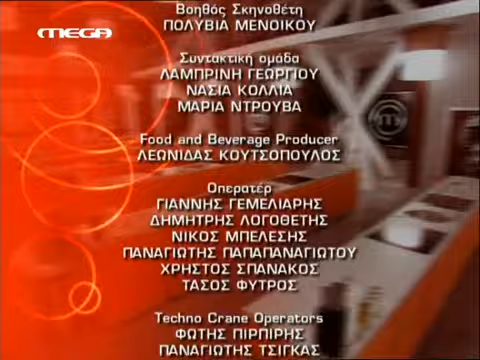 MEGA
Βοηθός Σκηνοθέτη
ΠΟΛΥΒΙΑ ΜΕΝΟΙΚΟΥ
Συντακτική ομάδα
ΛΑΜΠΡΙΝΗ ΓΕΩΡΓΙΟΥ
ΝΑΣΙΑ ΚΟΛΛΙΑ
ΜΑΡΙΑ ΝΤΡΟΥΒΑ
Food and Beverage Producer
ΛΕΩΝΙΔΑΣ ΚΟΥΤΣΟΠΟΥΛΟΣ
Οπερατέρ
ΓΙΑΝΝΗΣ ΓΕΜΕΛΙΑΡΗΣ
ΔΗΜΗΤΡΗΣ ΛΟΓΟΘΕΤΗΣ
ΝΙΚΟΣ ΜΠΕΛΕΣΗΣ
ΠΑΝΑΓΙΩΤΗΣ ΠΑΠΑΠΑΝΑΓΙΩΤΟΥ
ΧΡΗΣΤΟΣ ΣΠΑΝΑΚΟΣ
ΤΑΣΟΣ ΦΥΤΡΟΣ
Techno Crane Operators
ΦΩΤΗΣ ΠΙΡΠΙΡΗΣ
ΠΑΝΑΓΙΩΤΗΣ ΤΣΙΓΚΑΣ